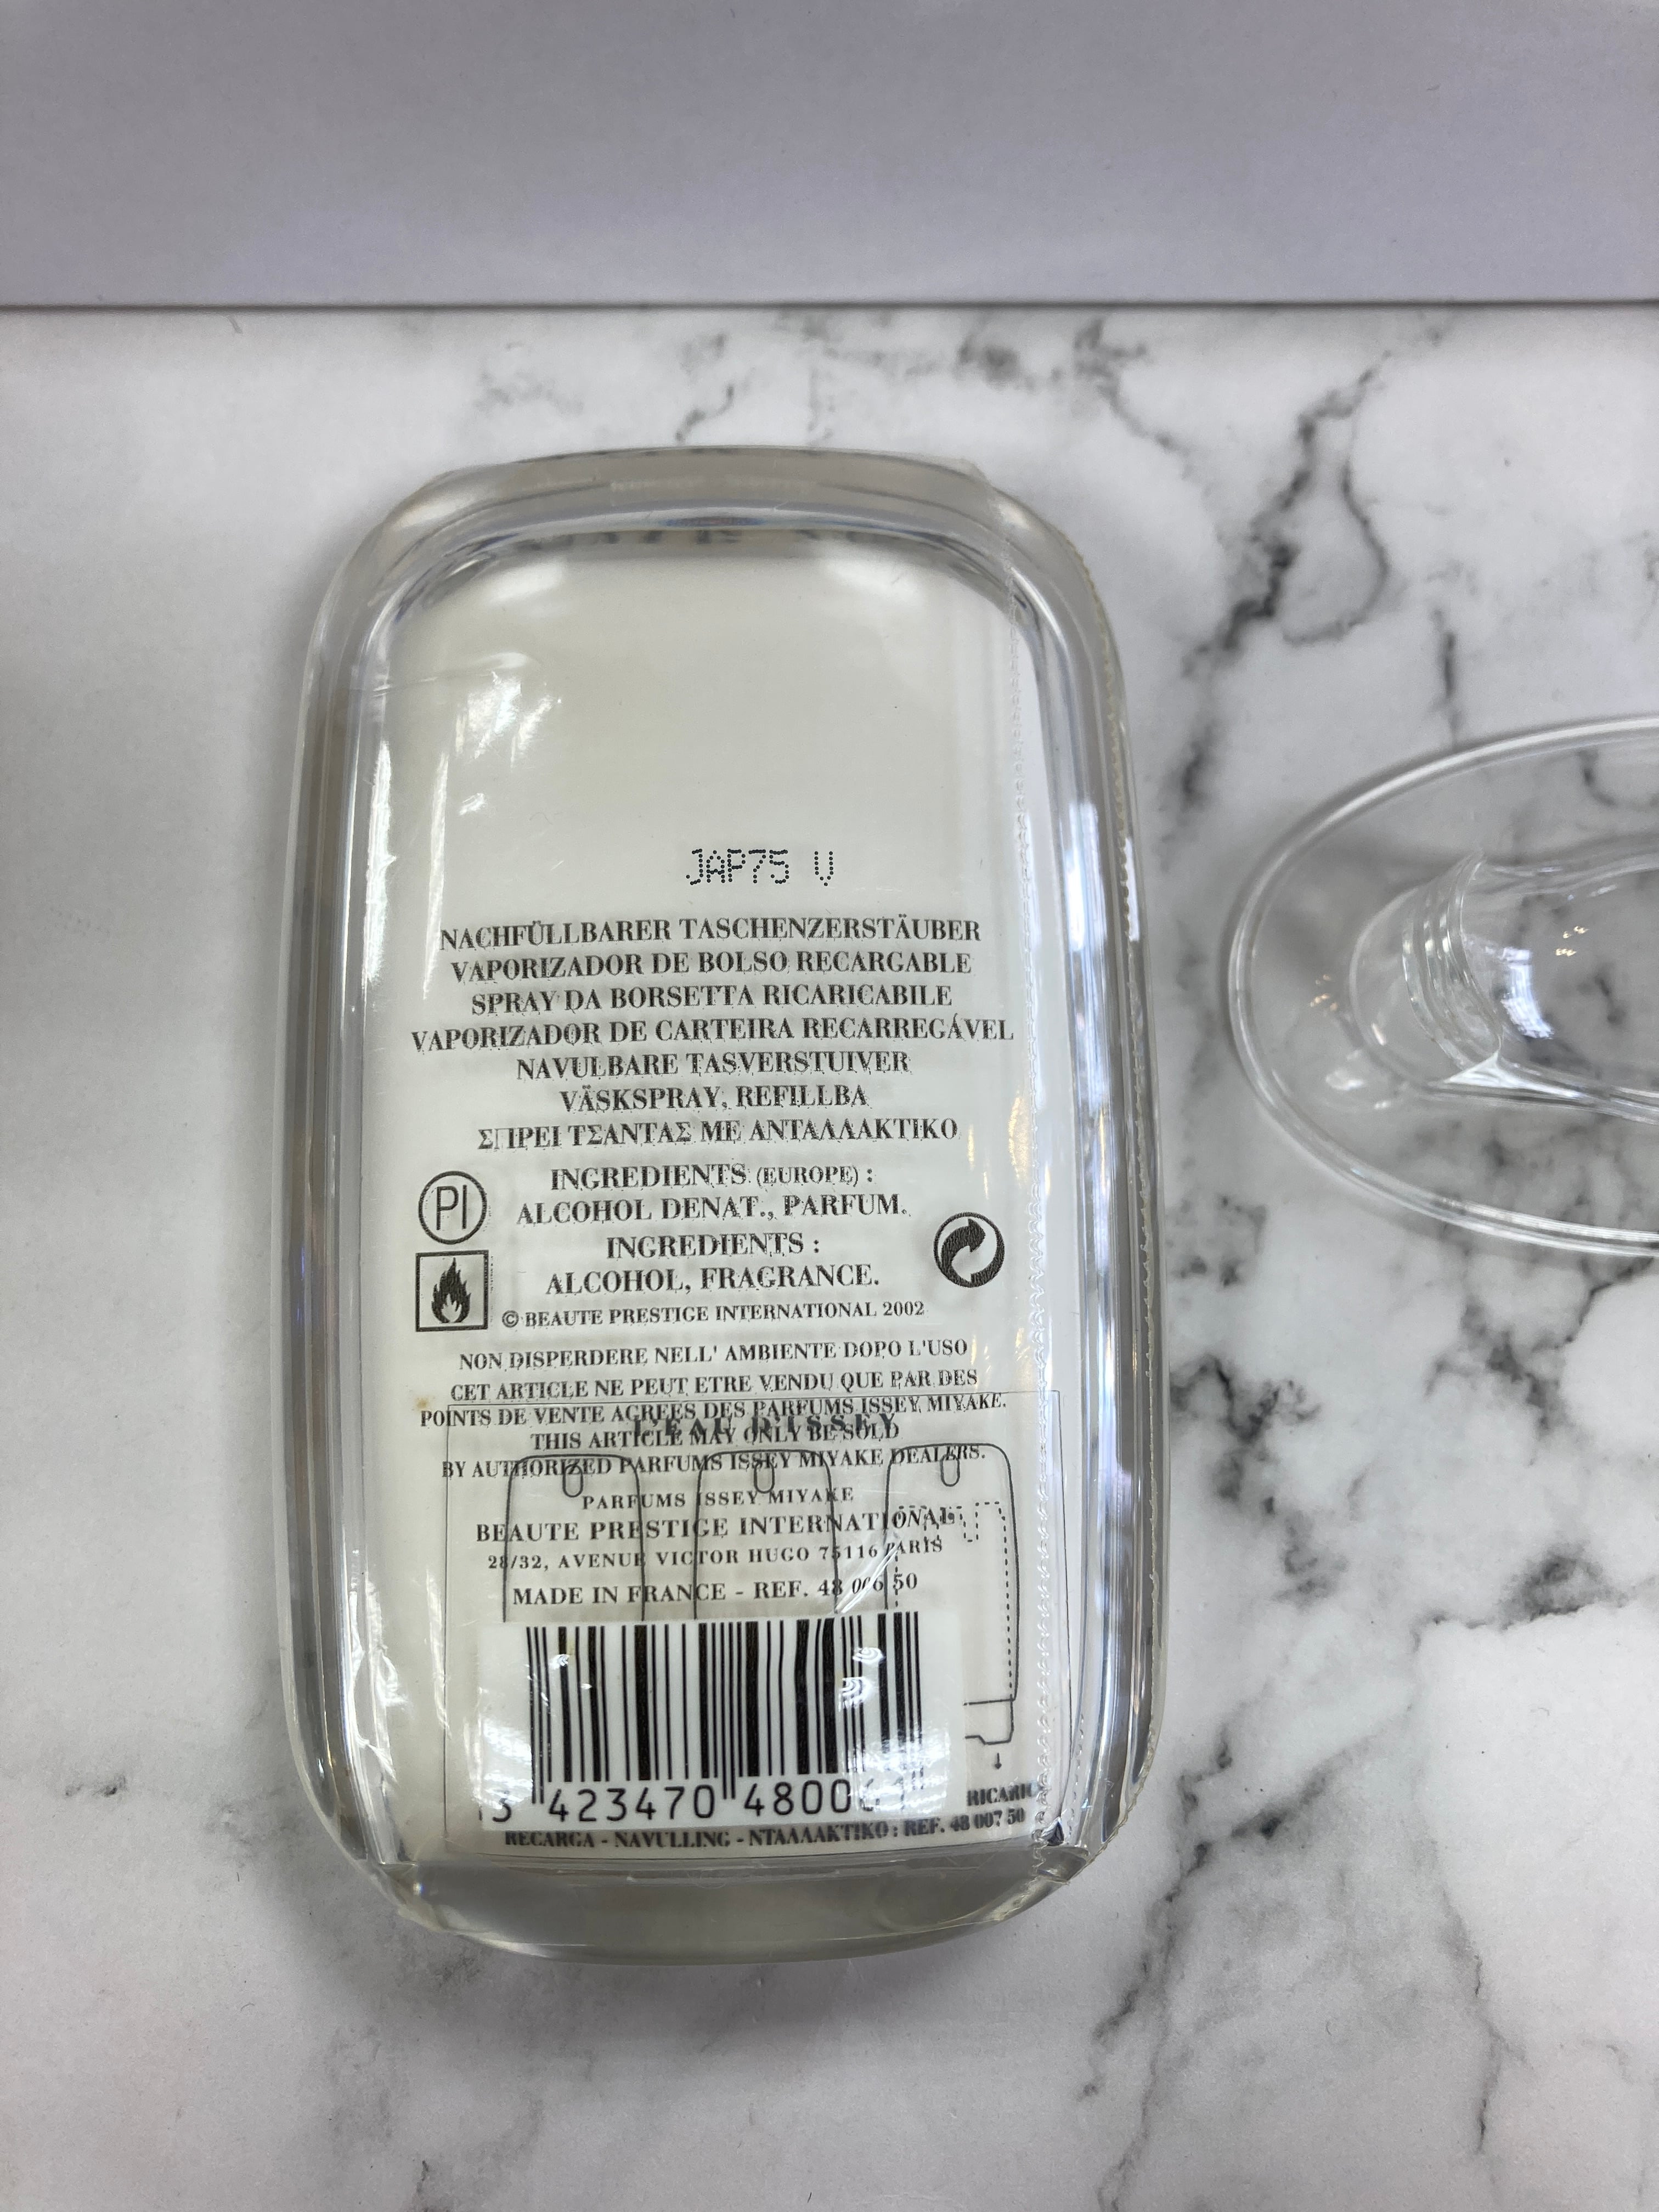 JAP75 V
NACHFÜLLBARER TASCHENZERSTÄUBER
VAPORIZADOR DE BOLSO RECARGABLE
SPRAY DA BORSETTA RICARICABILE
VAPORIZADOR DE CARTEIRA RECARREGÁVEL
NAVULBARE TASVERSTUIVER
VÄSKSPRAY, REFILLBA
ΣΠΡΕΙ ΤΣΑΝΤΑΣ ΜΕ ΑΝΤΑΛΛΑΚΤΙΚΟ
PI
INGREDIENTS (EUROPE) :
ALCOHOL DENAT., PARFUM.
INGREDIENTS :
ALCOHOL, FRAGRANCE.
© BEAUTE PRESTIGE INTERNATIONAL 2002
NON DISPERDERE NELL' AMBIENTE DOPO L'USO
CET ARTICLE NE PEUT ETRE VENDU QUE PAR DES
POINTS DE VENTE AGREES DES PARFUMS ISSEY MIYAKE.
L'EAU D'ISSEY
THIS ARTICLE MAY ONLY BE SOLD
BY AUTHORIZED PARFUMS ISSEY MIYAKE DEALERS.
PARFUMS ISSEY MIYAKE
BEAUTE PRESTIGE INTERNATIONAL
28/32, AVENUE VICTOR HUGO 75116 PARIS
MADE IN FRANCE - REF. 48 006 50
3 423470 480061
RECARGA - NAVULLING - ΝΤΑΛΛΑΚΤΙΚΟ : REF. 48 007 50